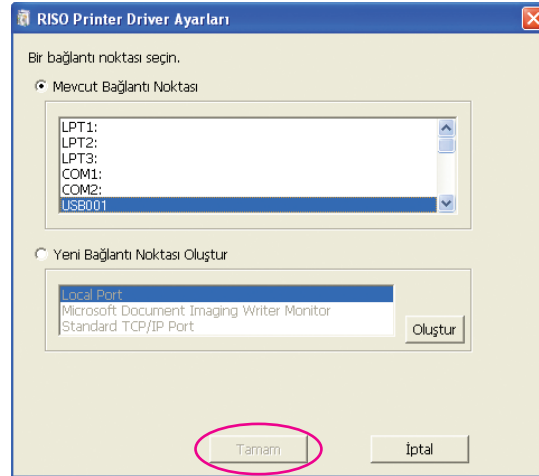 RISO Printer Driver Ayarları
Bir bağlantı noktası seçin.
Mevcut Bağlantı Noktası
LPT1:
LPT2:
LPT3:
COM1:
COM2:
USB001
Yeni Bağlantı Noktası Oluştur
Local Port
Microsoft Document Imaging Writer Monitor
Standard TCP/IP Port
Oluştur
Tamam
İptal